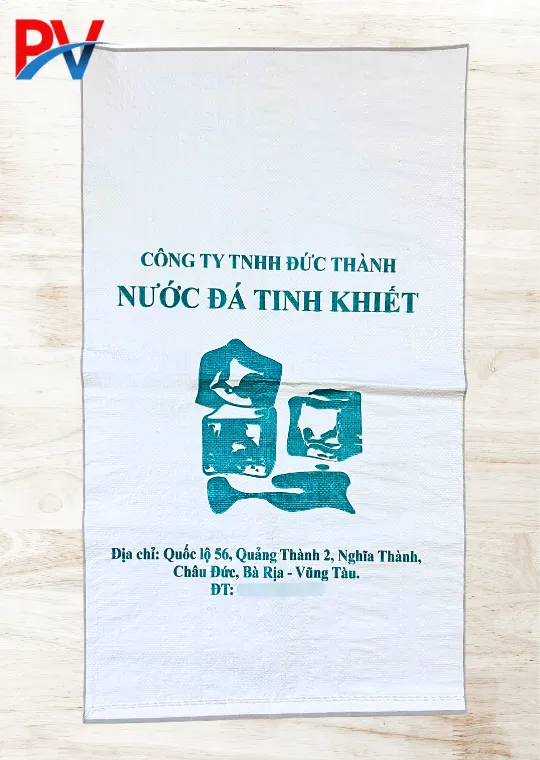 PV
CÔNG TY TNHH ĐỨC THÀNH
NƯỚC ĐÁ TINH KHIẾT
Địa chỉ: Quốc lộ 56, Quảng Thành 2, Nghĩa Thành,
Châu Đức, Bà Rịa - Vũng Tàu.
ĐT: